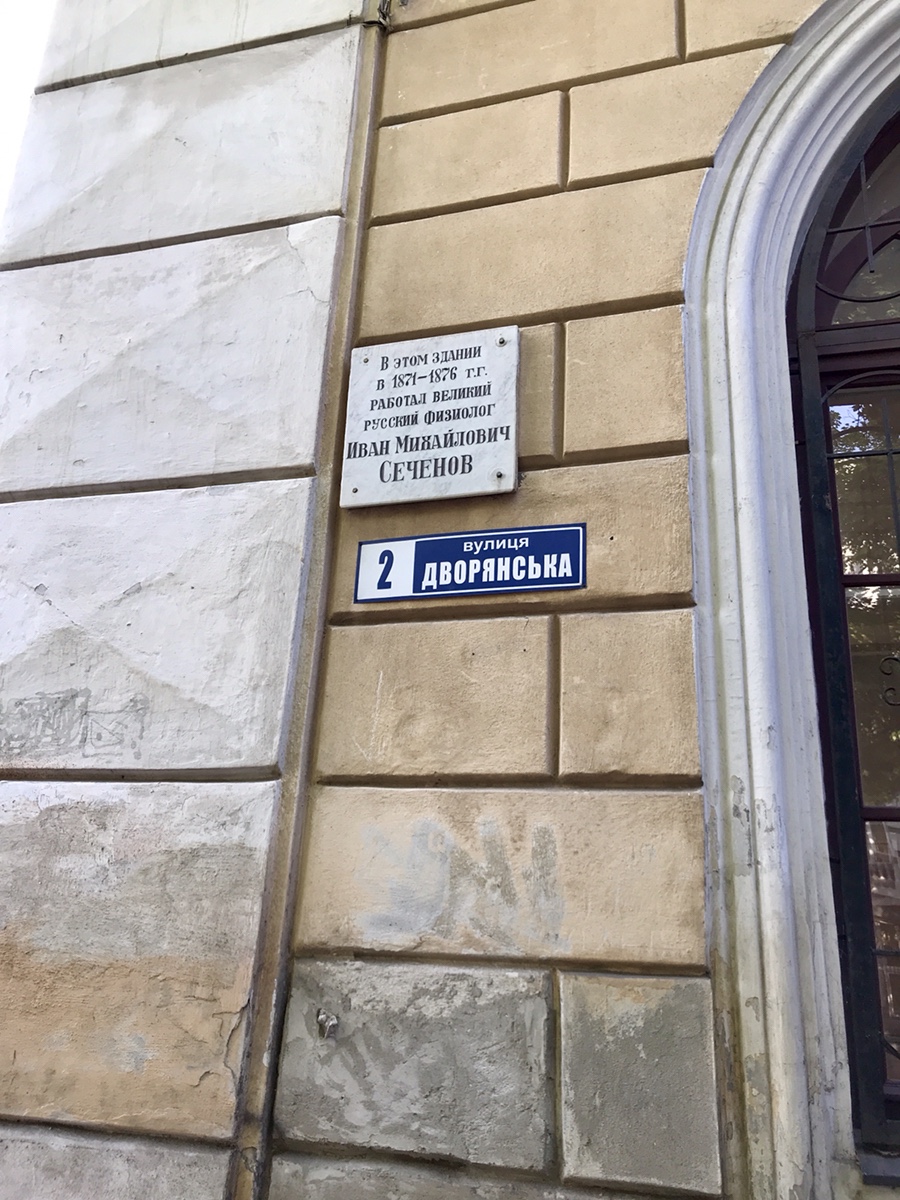 В этом здании
в 1871–1876 г.г.
работал великий
русский физиолог
Иван Михайлович
Сеченов
2
вулиця
ДВОРЯНСЬКА